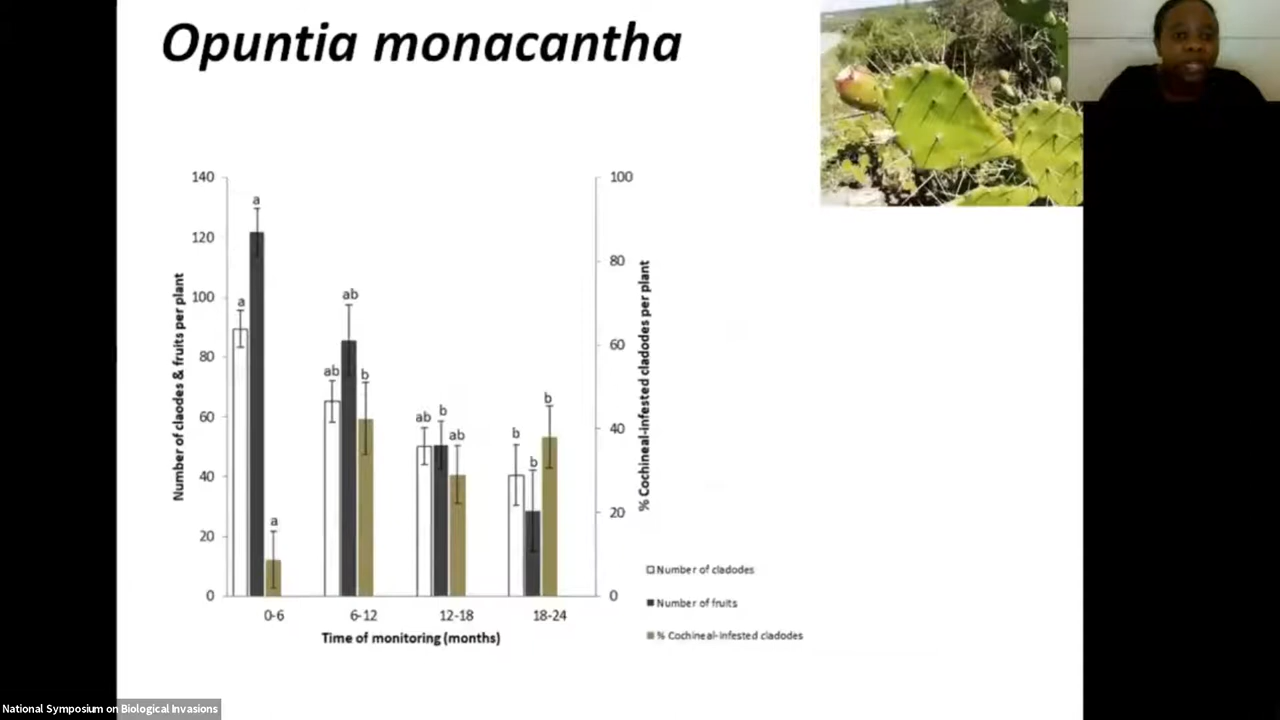 Opuntia monacantha
Number of claodes & fruits per plant
140
120
100
80
60
40
20
0
a
a
a
ab
ab
b
ab
b
ab
b
b
b
100
80
60
40
20
0
% Cochineal-infested cladodes per plant
0-6
6-12
12-18
18-24
Time of monitoring (months)
Number of cladodes
Number of fruits
% Cochineal-infested cladodes
National Symposium on Biological Invasions